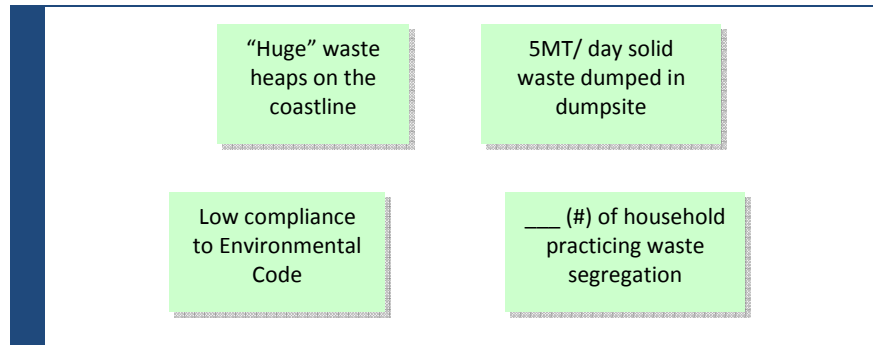 “Huge” waste
heaps on the
coastline
5MT/ day solid
waste dumped in
dumpsite
Low compliance
to Environmental
Code
___ (#) of household
practicing waste
segregation